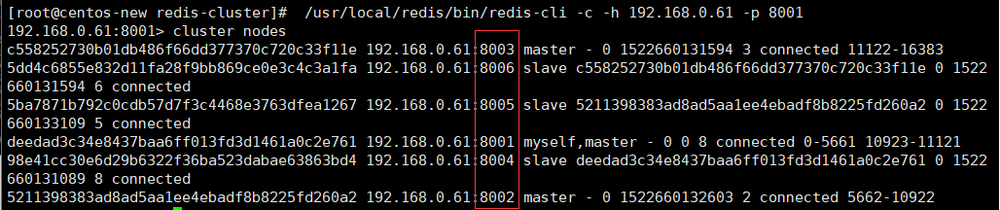 [root@centos-new redis-cluster]#  /usr/local/redis/bin/redis-cli -c -h 192.168.0.61 -p 8001
192.168.0.61:8001> cluster nodes
c558252730b01db486f66dd377370c720c33f11e 192.168.0.61:8003 master - 0 1522660131594 3 connected 11122-16383
5dd4c6855e832d11fa28f9bb869ce0e3c4c3a1fa 192.168.0.61:8006 slave c558252730b01db486f66dd377370c720c33f11e 0 1522
660131594 6 connected
5ba7871b792c0cdb57d7f3c4468e3763dfea1267 192.168.0.61:8005 slave 5211398383ad8ad5aa1ee4ebadf8b8225fd260a2 0 1522
660133109 5 connected
deedad3c34e8437baa6ff013fd3d1461a0c2e761 192.168.0.61:8001 myself,master - 0 0 8 connected 0-5661 10923-11121
98e41cc30e6d29b6322f36ba523dabae63863bd4 192.168.0.61:8004 slave deedad3c34e8437baa6ff013fd3d1461a0c2e761 0 1522
660131089 8 connected
5211398383ad8ad5aa1ee4ebadf8b8225fd260a2 192.168.0.61:8002 master - 0 1522660132603 2 connected 5662-10922